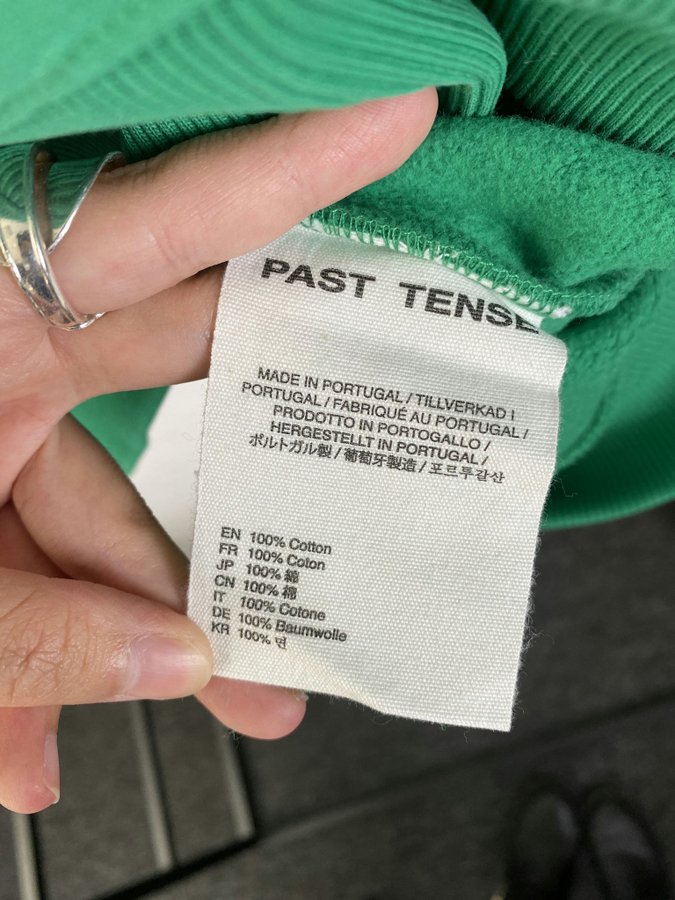 PAST TENSE
MADE IN PORTUGAL / TILLVERKAD I
PORTUGAL / FABRIQUÉ AU PORTUGAL /
PRODOTTO IN PORTOGALLO /
HERGESTELLT IN PORTUGAL /
ポルトガル製 / 葡萄牙製造 / 포르투갈산
EN 100% Cotton
FR 100% Coton
JP 100% 綿
CN 100% 棉
IT 100% Cotone
DE 100% Baumwolle
KR 100% 면